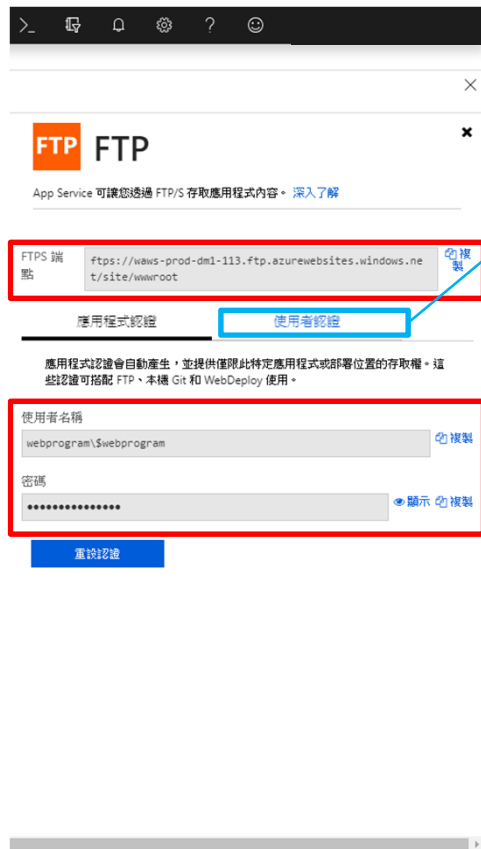 FTP FTP
App Service 可讓您透過 FTP/S 存取應用程式內容。 深入了解
FTPS 端
點
ftps://waws-prod-dm1-113.ftp.azurewebsites.windows.ne
t/site/wwwroot
複
製
應用程式認證 使用者認證
應用程式認證會自動產生,並提供僅限此特定應用程式或部署位置的存取權。這
些認證可搭配 FTP、本機 Git 和 WebDeploy 使用。
使用者名稱
webprogram\$webprogram 複製
密碼
••••••••••••••• 顯示 複製
重設認證